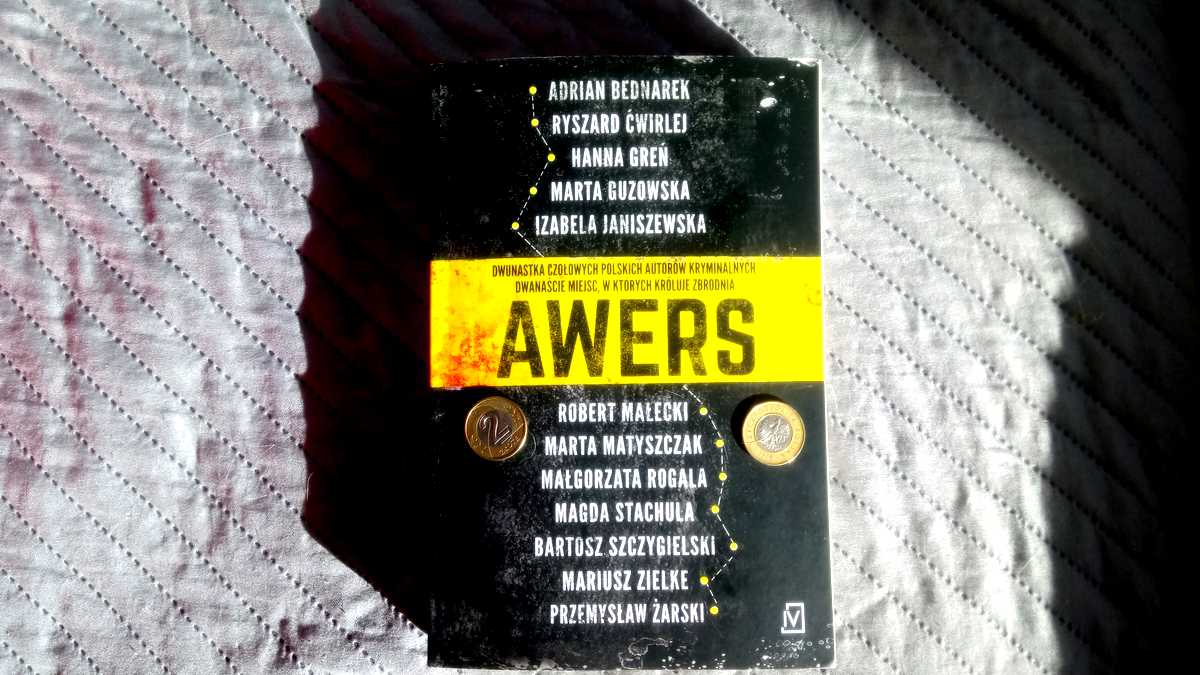 ADRIAN BEDNAREK
RYSZARD ĆWIRLEJ
HANNA GREŃ
MARTA GUZOWSKA
IZABELA JANISZEWSKA
DWUNASTKA CZOŁOWYCH POLSKICH AUTORÓW KRYMINALNYCH
DWANAŚCIE MIEJSC, W KTÓRYCH KRÓLUJE ZBRODNIA
AWERS
2
ROBERT MAŁECKI
MARTA MATYSZCZAK
MAŁGORZATA ROGALA
MAGDA STACHULA
BARTOSZ SZCZYGIELSKI
MARIUSZ ZIELKE
PRZEMYSŁAW ŻARSKI